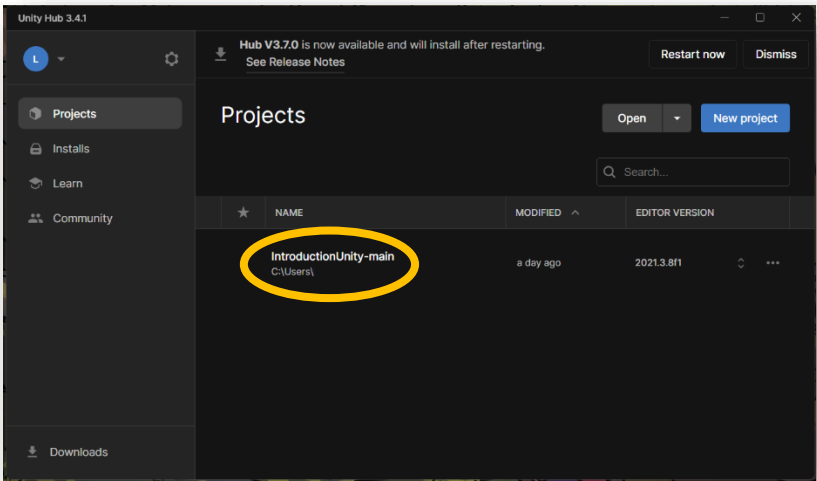 Unity Hub 3.4.1
L
Hub V3.7.0 is now available and will install after restarting.
See Release Notes
Restart now
Dismiss
Projects
Installs
Learn
Community
Downloads
Projects
Open
New project
Search...
NAME
MODIFIED
EDITOR VERSION
IntroductionUnity-main
C:\Users\
a day ago
2021.3.8f1